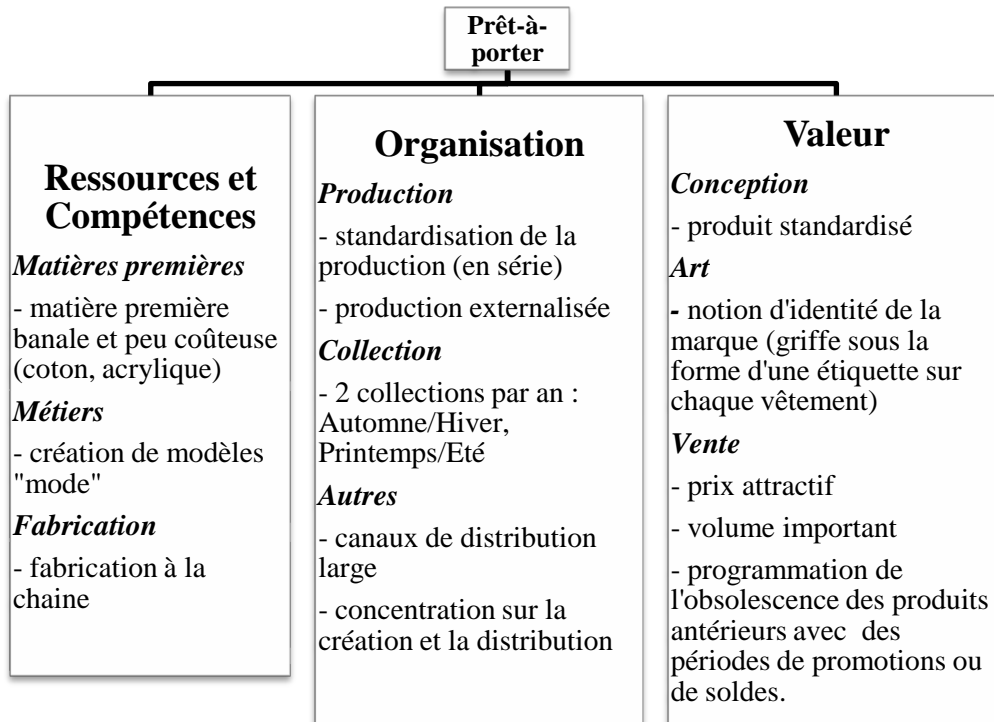 Prêt-à-
porter
Ressources et
Compétences
Matières premières
- matière première
banale et peu coûteuse
(coton, acrylique)
Métiers
- création de modèles
"mode"
Fabrication
- fabrication à la
chaine
Organisation
Production
- standardisation de la
production (en série)
- production externalisée
Collection
- 2 collections par an :
Automne/Hiver,
Printemps/Eté
Autres
- canaux de distribution
large
- concentration sur la
création et la distribution
Valeur
Conception
- produit standardisé
Art
- notion d'identité de la
marque (griffe sous la
forme d'une étiquette sur
chaque vêtement)
Vente
- prix attractif
- volume important
- programmation de
l'obsolescence des produits
antérieurs avec  des
périodes de promotions ou
de soldes.